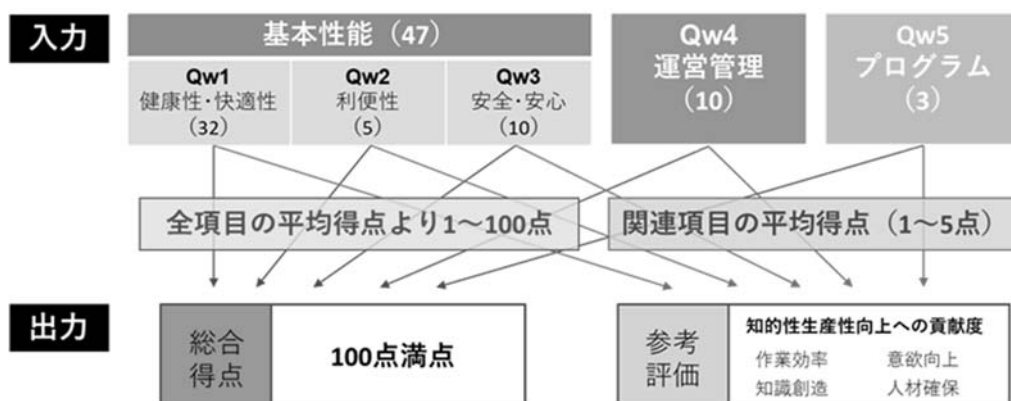 入力
基本性能（47）
Qw1
健康性・快適性
（32）
Qw2
利便性
（5）
Qw3
安全・安心
（10）
Qw4
運営管理
（10）
Qw5
プログラム
（3）
全項目の平均得点より1～100点
関連項目の平均得点（1～5点）
出力
総合
得点
100点満点
参考
評価
知的性生産性向上への貢献度
作業効率 意欲向上
知識創造 人材確保